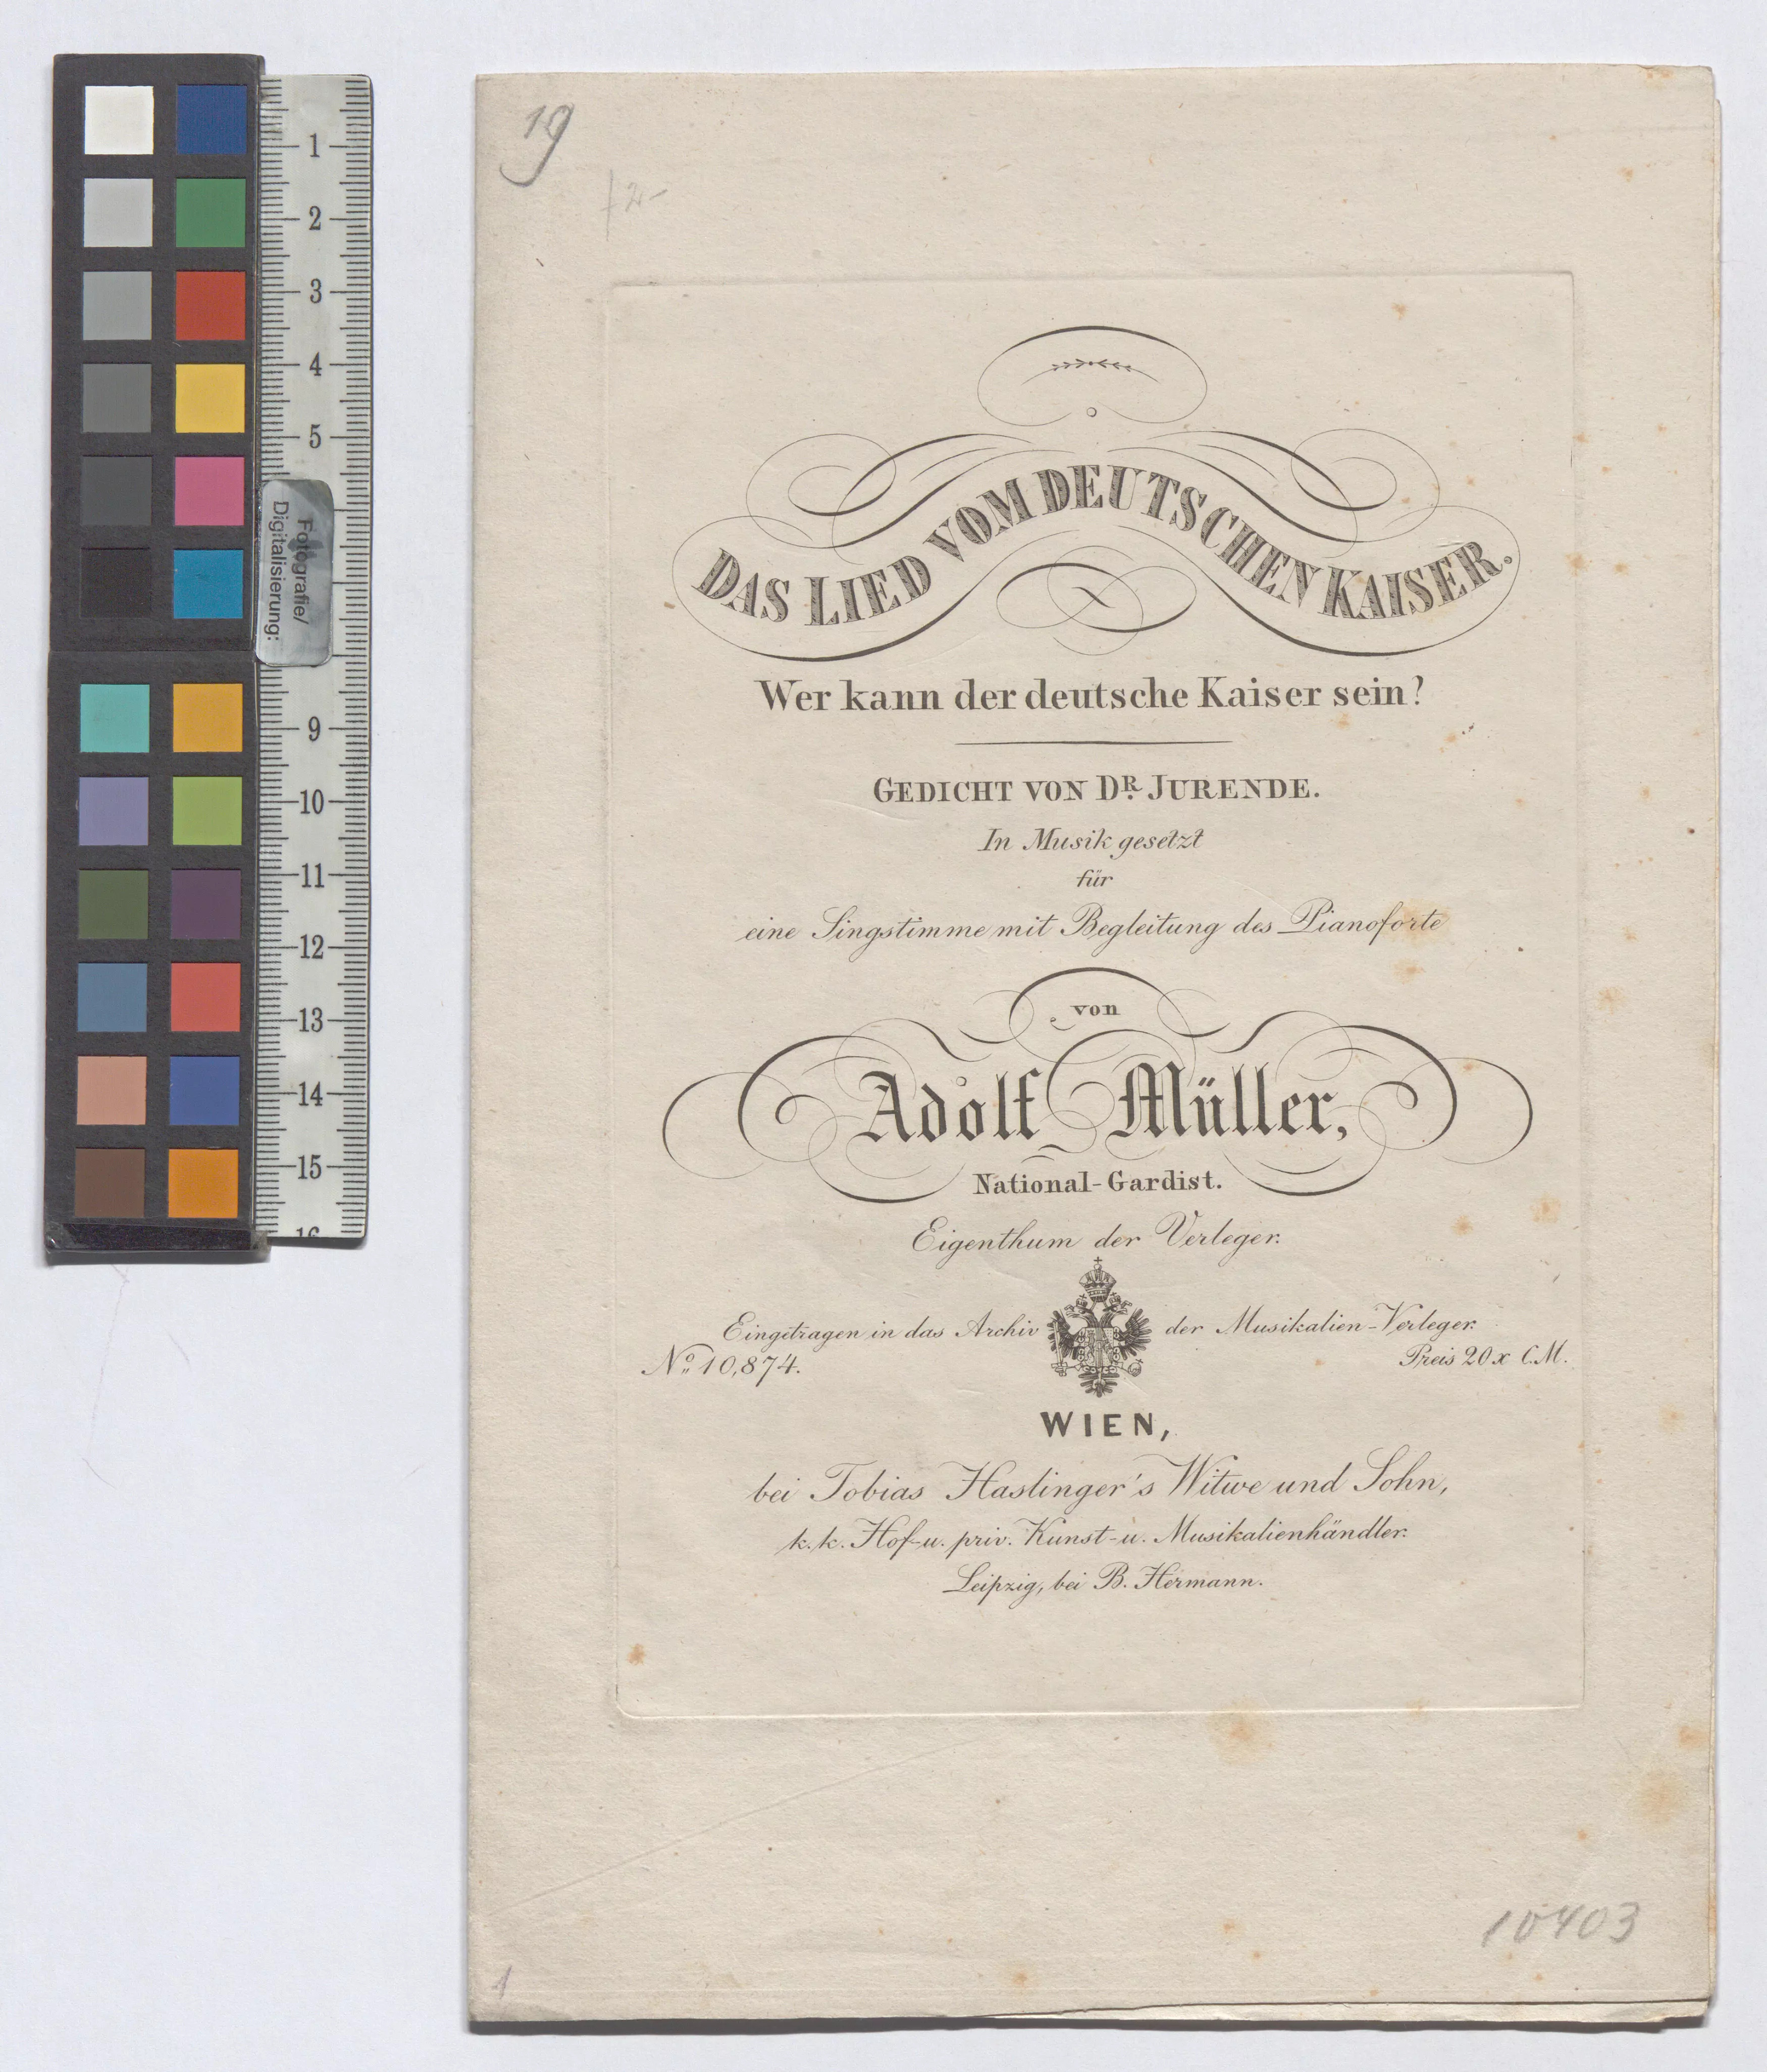 19
1
2
3
4
5
Fotografie/
Digitalisierung:
9
10
11
12
13
14
15
16
DAS LIED VOM DEUTSCHEN KAISER.
Wer kann der deutsche Kaiser sein?
GEDICHT VON DR. JURENDE.
In Musik gesetzt
für
eine Singstimme mit Begleitung des Pianoforte
von
Adolf Müller,
National-Gardist.
Eigenthum der Verleger.
Eingetragen in das Archiv der Musikalien-Verleger.
No. 10,874. Preis 20 x C.M.
WIEN,
bei Tobias Haslinger's Witwe und Sohn,
k. k. Hof- u. priv. Kunst- u. Musikalienhändler.
Leipzig, bei B. Hermann.
10403
1